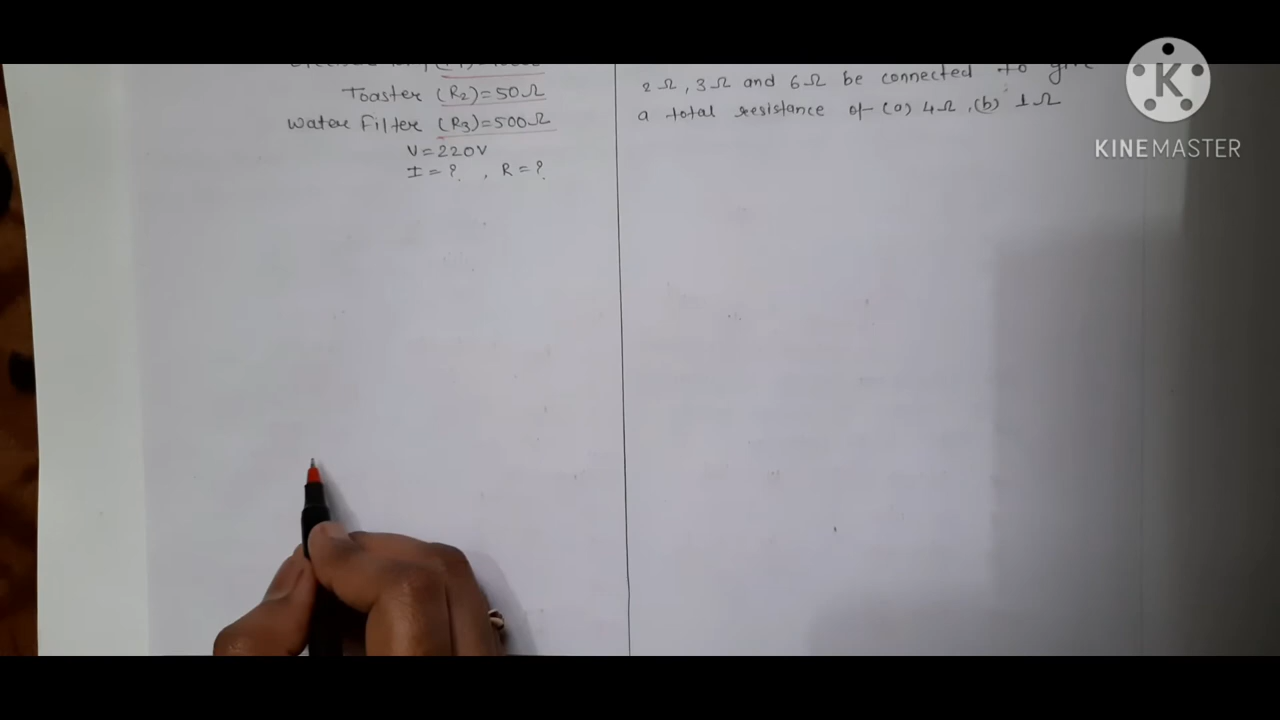 Toaster (R2)=50Ω
Water Filter (R3)=500Ω
V=220V
I=? , R=?
2Ω, 3Ω and 6Ω be connected to
a total resistance of (a) 4Ω, (b) 1Ω
K
KINEMASTER